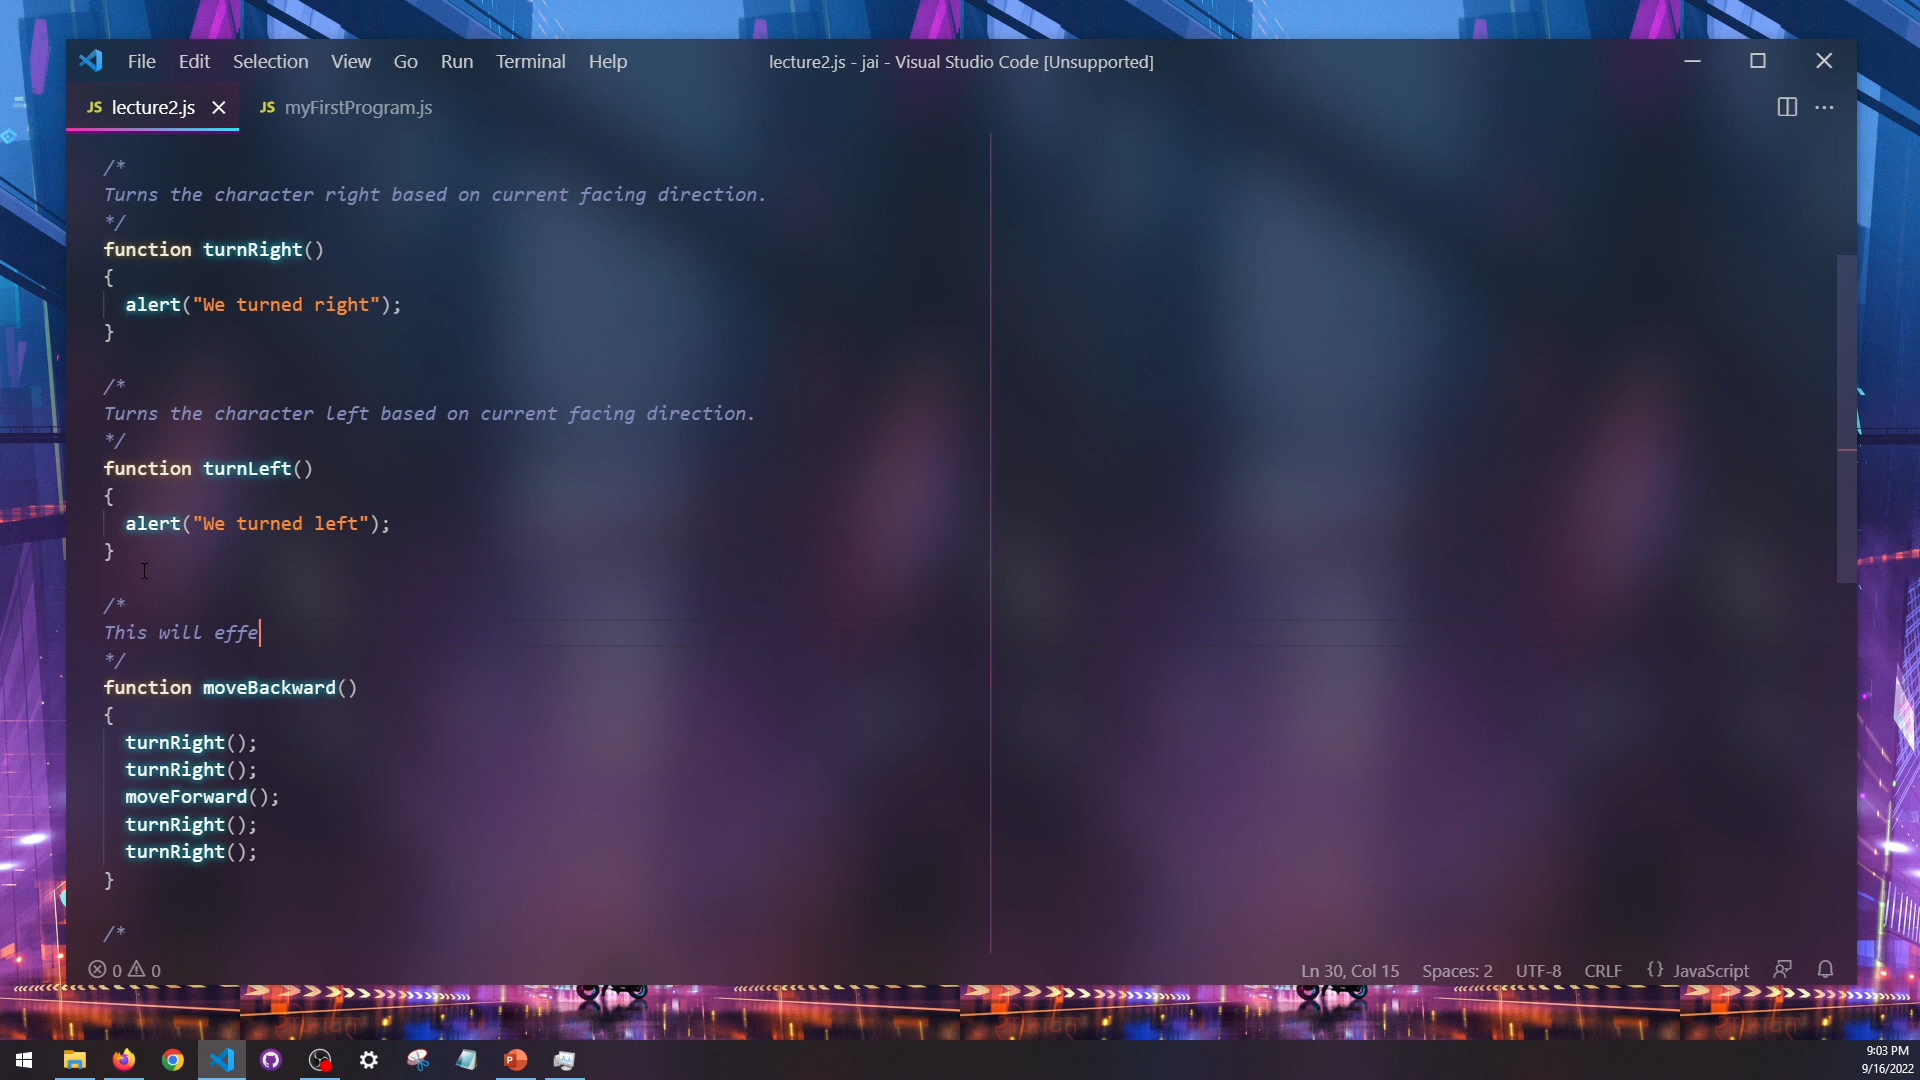 File Edit Selection View Go Run Terminal Help
lecture2.js - jai - Visual Studio Code [Unsupported]
JS lecture2.js JS myFirstProgram.js
/*
Turns the character right based on current facing direction.
*/
function turnRight()
{
alert("We turned right");
}
/*
Turns the character left based on current facing direction.
*/
function turnLeft()
{
alert("We turned left");
}
/*
This will effe
*/
function moveBackward()
{
turnRight();
turnRight();
moveForward();
turnRight();
turnRight();
}
/*
0 0
Ln 30, Col 15 Spaces: 2 UTF-8 CRLF {} JavaScript
9:03 PM
9/16/2022